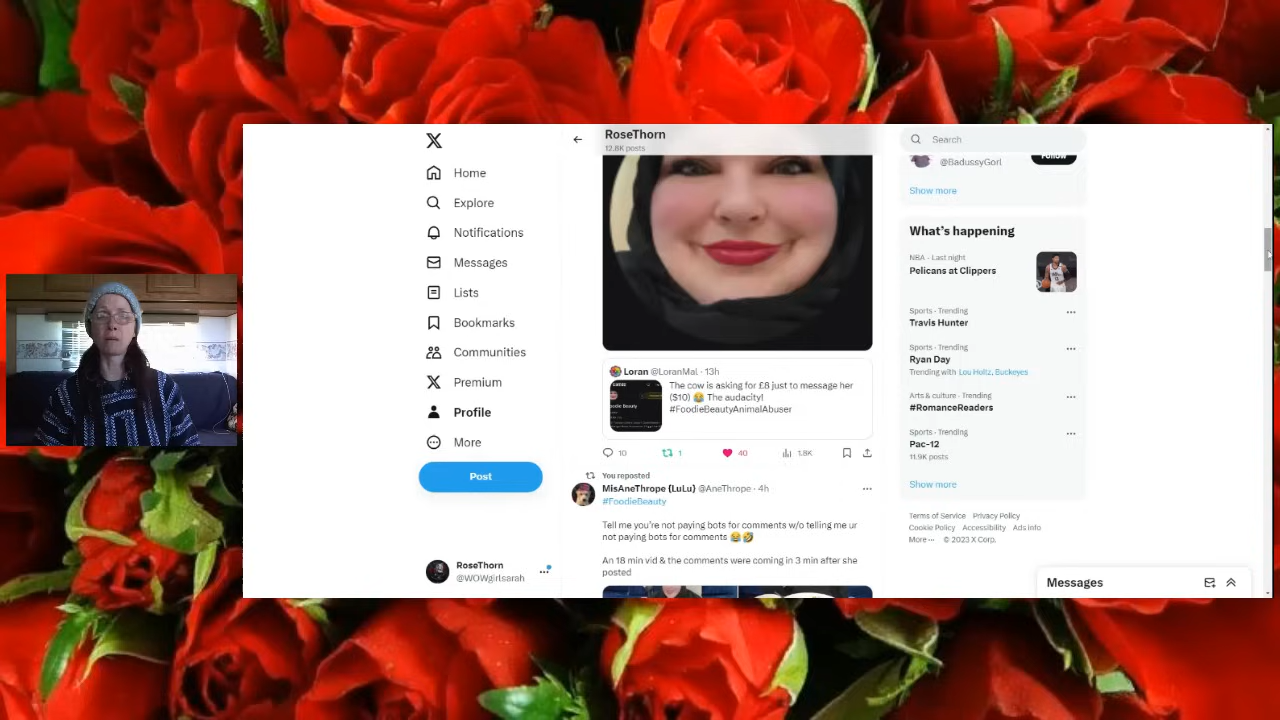 RoseThorn
12.8K posts
Home
Explore
Notifications
Messages
Lists
Bookmarks
Communities
Premium
Profile
More
Post
RoseThorn
@WOWgirlsarah
Loran @LoranMal · 13h
The cow is asking for £8 just to message her
($10) 😂 The audacity!
#FoodieBeautyAnimalAbuser
10
1
40
1.8K
You reposted
MisAneThrope {LuLu} @AneThrope · 4h
#FoodieBeauty
Tell me you're not paying bots for comments w/o telling me ur
not paying bots for comments 😂🤣
An 18 min vid & the comments were coming in 3 min after she
posted
Search
@BadussyGorl
Follow
Show more
What's happening
NBA · Last night
Pelicans at Clippers
Sports · Trending
Travis Hunter
Sports · Trending
Ryan Day
Trending with Lou Holtz, Buckeyes
Arts & culture · Trending
#RomanceReaders
Sports · Trending
Pac-12
11.9K posts
Show more
Terms of Service Privacy Policy
Cookie Policy Accessibility Ads info
More ··· © 2023 X Corp.
Messages